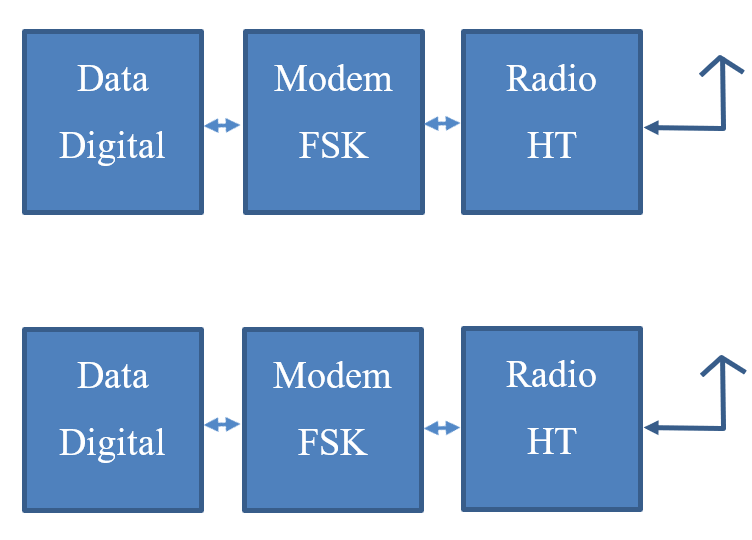 Data
Digital
Modem
FSK
Radio
HT
Data
Digital
Modem
FSK
Radio
HT